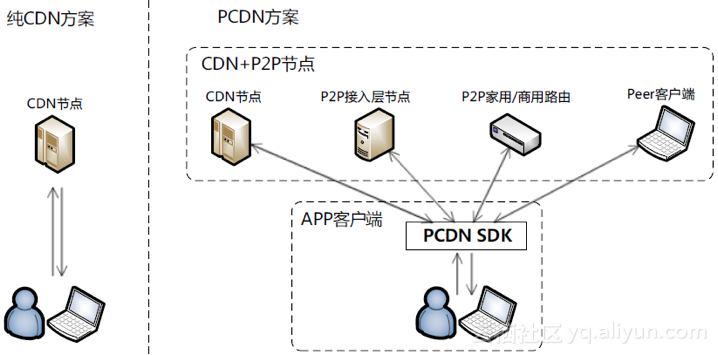 纯CDN方案
PCDN方案
CDN+P2P节点
CDN节点
CDN节点
P2P接入层节点
P2P家用/商用路由
Peer客户端
APP客户端
PCDN SDK
云栖社区 yq.aliyun.com